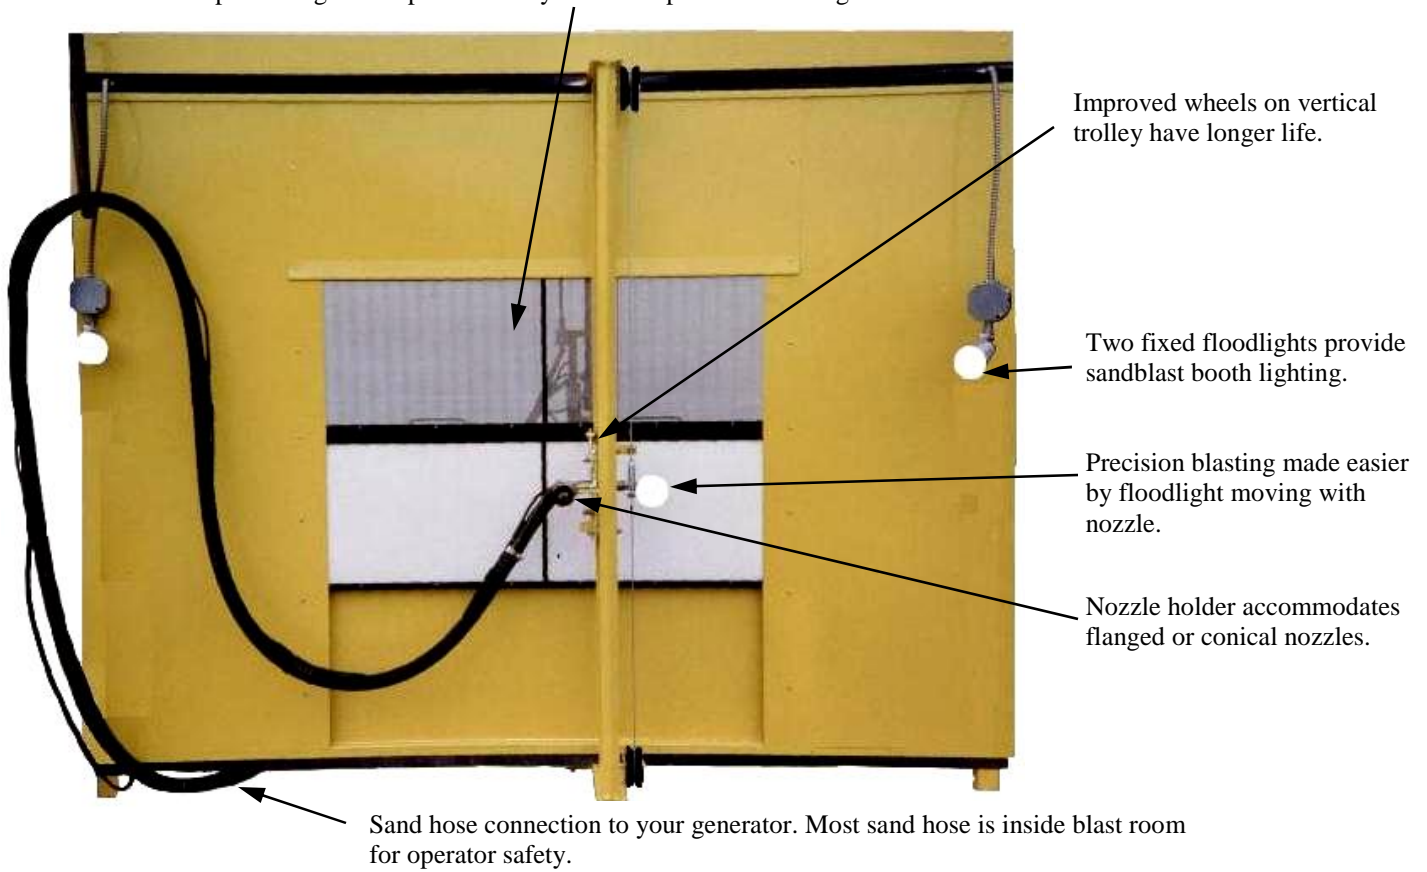 Improved wheels on vertical
trolley have longer life.
Two fixed floodlights provide
sandblast booth lighting.
Precision blasting made easier
by floodlight moving with
nozzle.
Nozzle holder accommodates
flanged or conical nozzles.
Sand hose connection to your generator. Most sand hose is inside blast room
for operator safety.